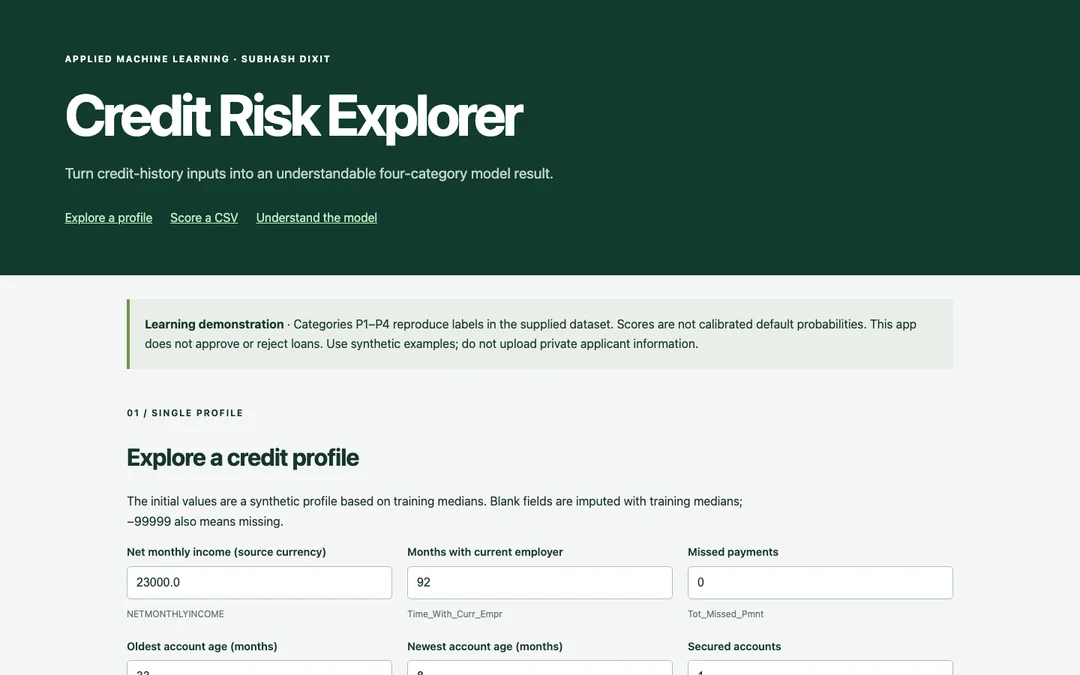 APPLIED MACHINE LEARNING · SUBHASH DIXIT
Credit Risk Explorer
Turn credit-history inputs into an understandable four-category model result.
Explore a profile Score a CSV Understand the model
Learning demonstration · Categories P1–P4 reproduce labels in the supplied dataset. Scores are not calibrated default probabilities. This app
does not approve or reject loans. Use synthetic examples; do not upload private applicant information.
01 / SINGLE PROFILE
Explore a credit profile
The initial values are a synthetic profile based on training medians. Blank fields are imputed with training medians;
−99999 also means missing.
Net monthly income (source currency) Months with current employer Missed payments
23000.0 92 0
NETMONTHLYINCOME Time_With_Curr_Empr Tot_Missed_Pmnt
Oldest account age (months) Newest account age (months) Secured accounts